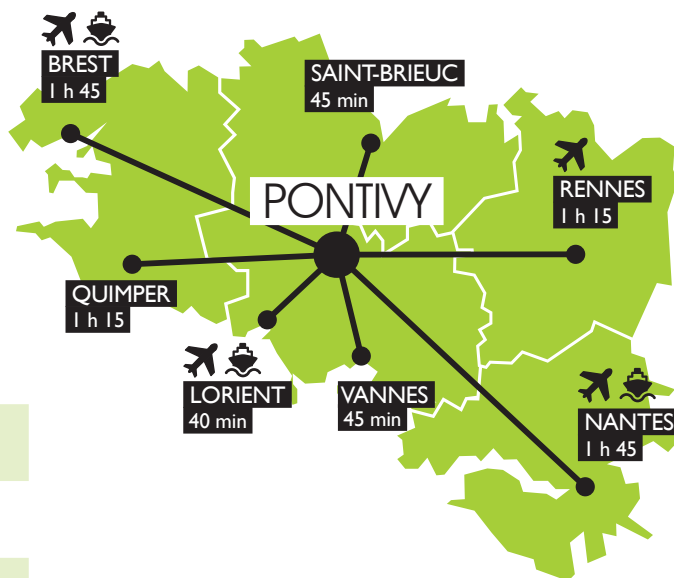 BREST
1 h 45
SAINT-BRIEUC
45 min
RENNES
1 h 15
PONTIVY
QUIMPER
1 h 15
LORIENT
40 min
VANNES
45 min
NANTES
1 h 45